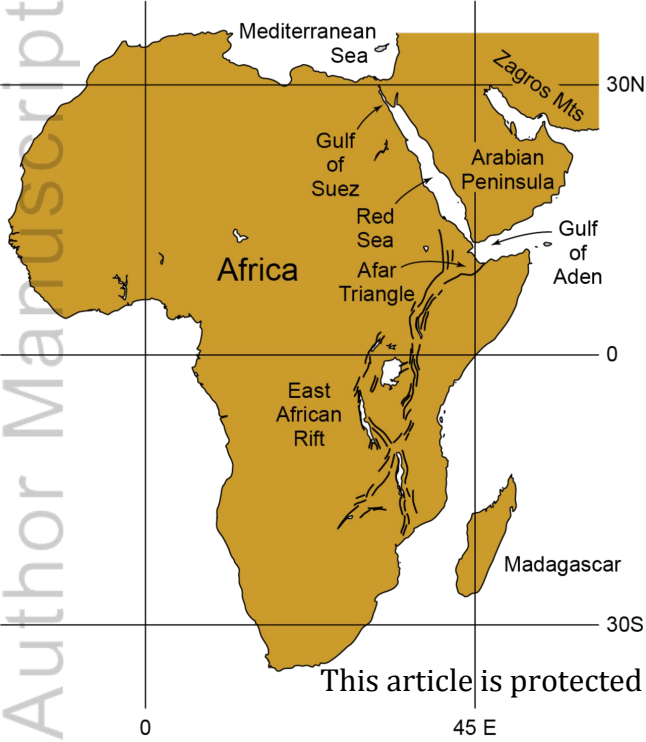 Author Manuscript
Mediterranean
Sea
Zagros Mts
30N
Gulf
of
Suez
Arabian
Peninsula
Red
Sea
Gulf
of
Aden
Africa
Afar
Triangle
0
East
African
Rift
Madagascar
30S
This article is protected
0
45 E